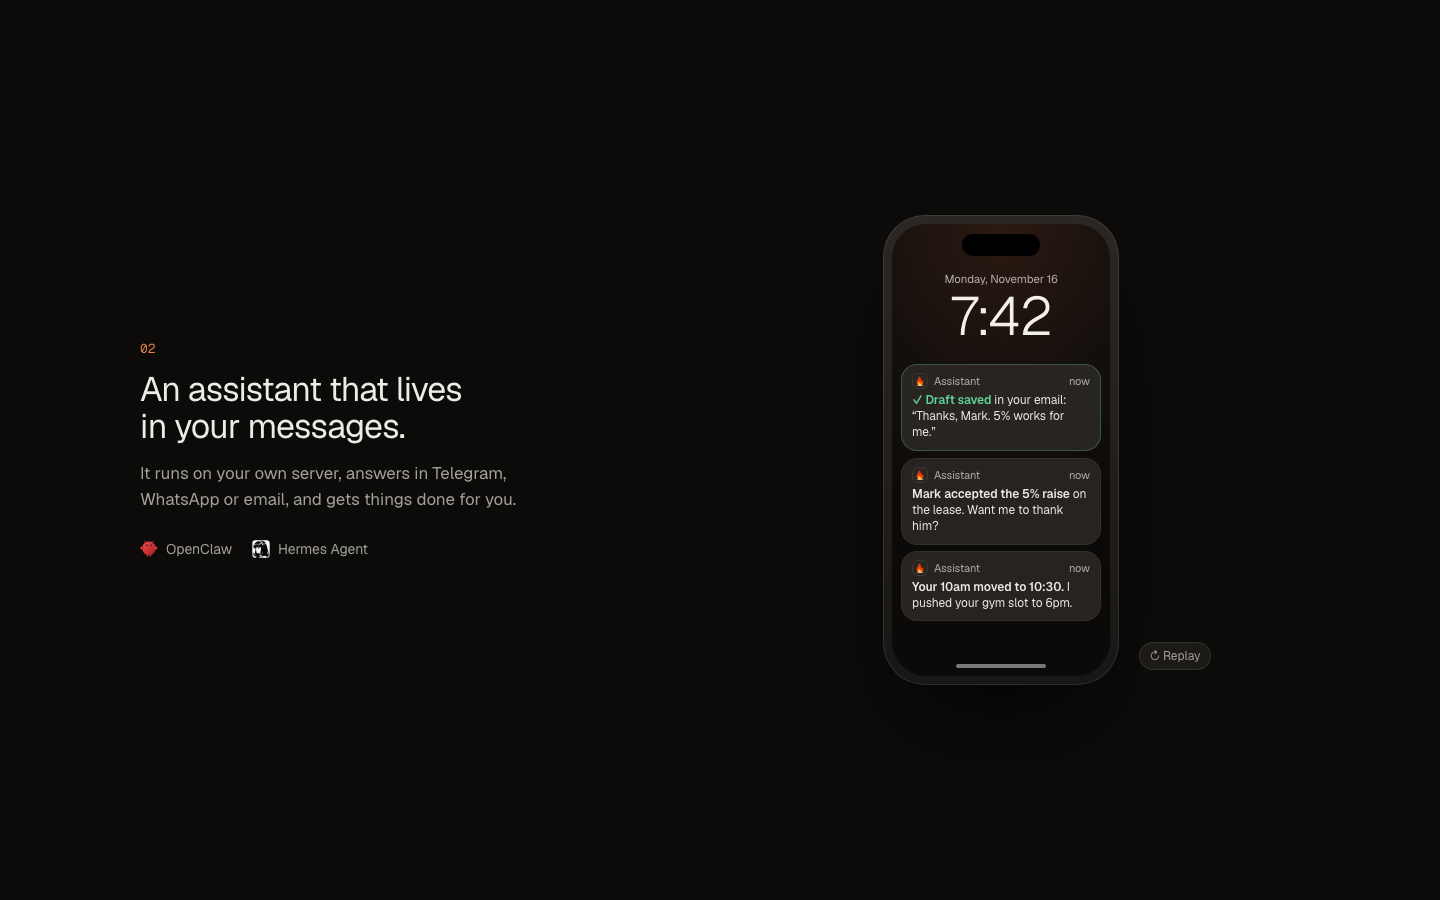 02
An assistant that lives
in your messages.
It runs on your own server, answers in Telegram,
WhatsApp or email, and gets things done for you.
OpenClaw Hermes Agent
Monday, November 16
7:42
Assistant now
✓ Draft saved in your email:
“Thanks, Mark. 5% works for
me.”
Assistant now
Mark accepted the 5% raise on
the lease. Want me to thank
him?
Assistant now
Your 10am moved to 10:30. I
pushed your gym slot to 6pm.
Replay